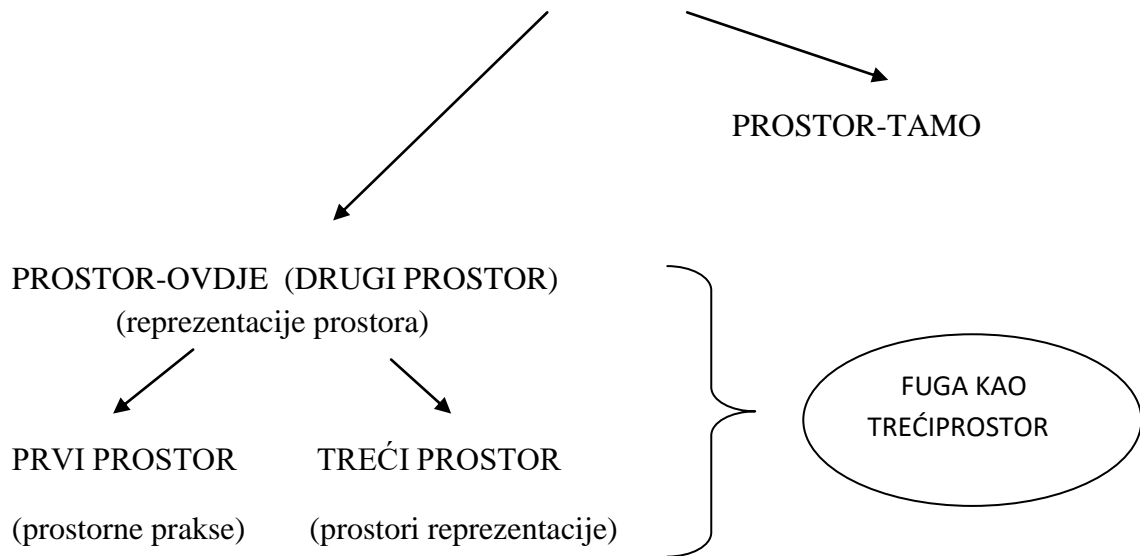 PROSTOR-TAMO
PROSTOR-OVDJE (DRUGI PROSTOR)
(reprezentacije prostora)
FUGA KAO
TREĆIPROSTOR
PRVI PROSTOR
TREĆI PROSTOR
(prostorne prakse)
(prostori reprezentacije)